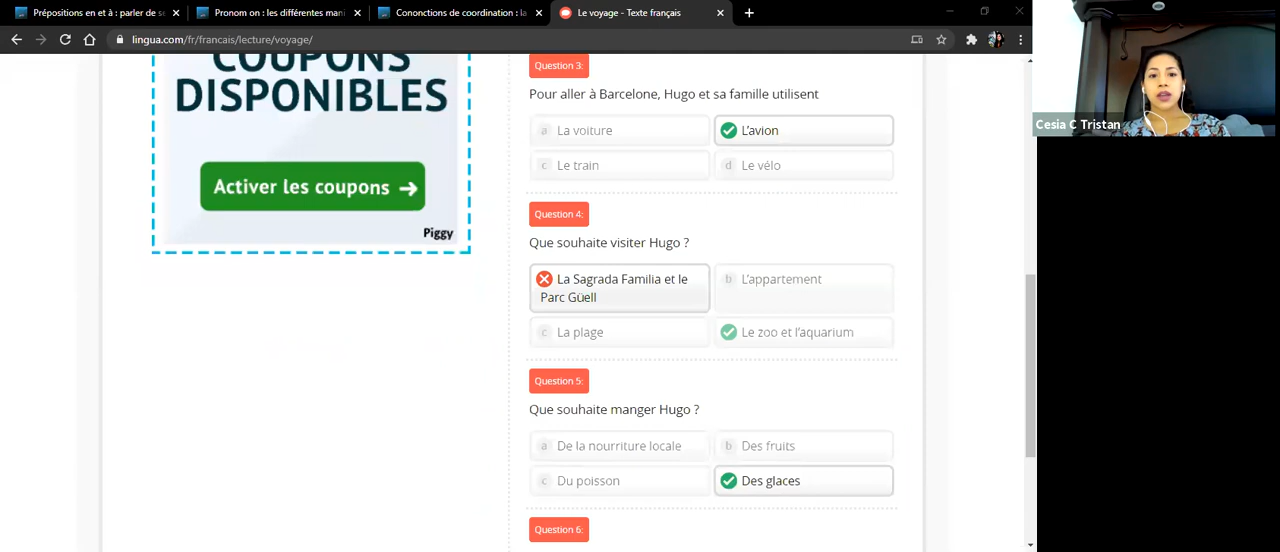 Prépositions en et à : parler de se
Pronom on : les différentes mani
Cononctions de coordination : la
Le voyage - Texte français
lingua.com/fr/francais/lecture/voyage/
COUPONS
DISPONIBLES
Activer les coupons →
Piggy
Question 3:
Pour aller à Barcelone, Hugo et sa famille utilisent
a La voiture
L'avion
c Le train
d Le vélo
Question 4:
Que souhaite visiter Hugo ?
La Sagrada Familia et le
Parc Güell
b L'appartement
c La plage
Le zoo et l'aquarium
Question 5:
Que souhaite manger Hugo ?
a De la nourriture locale
b Des fruits
c Du poisson
Des glaces
Question 6:
Cesia C Tristan